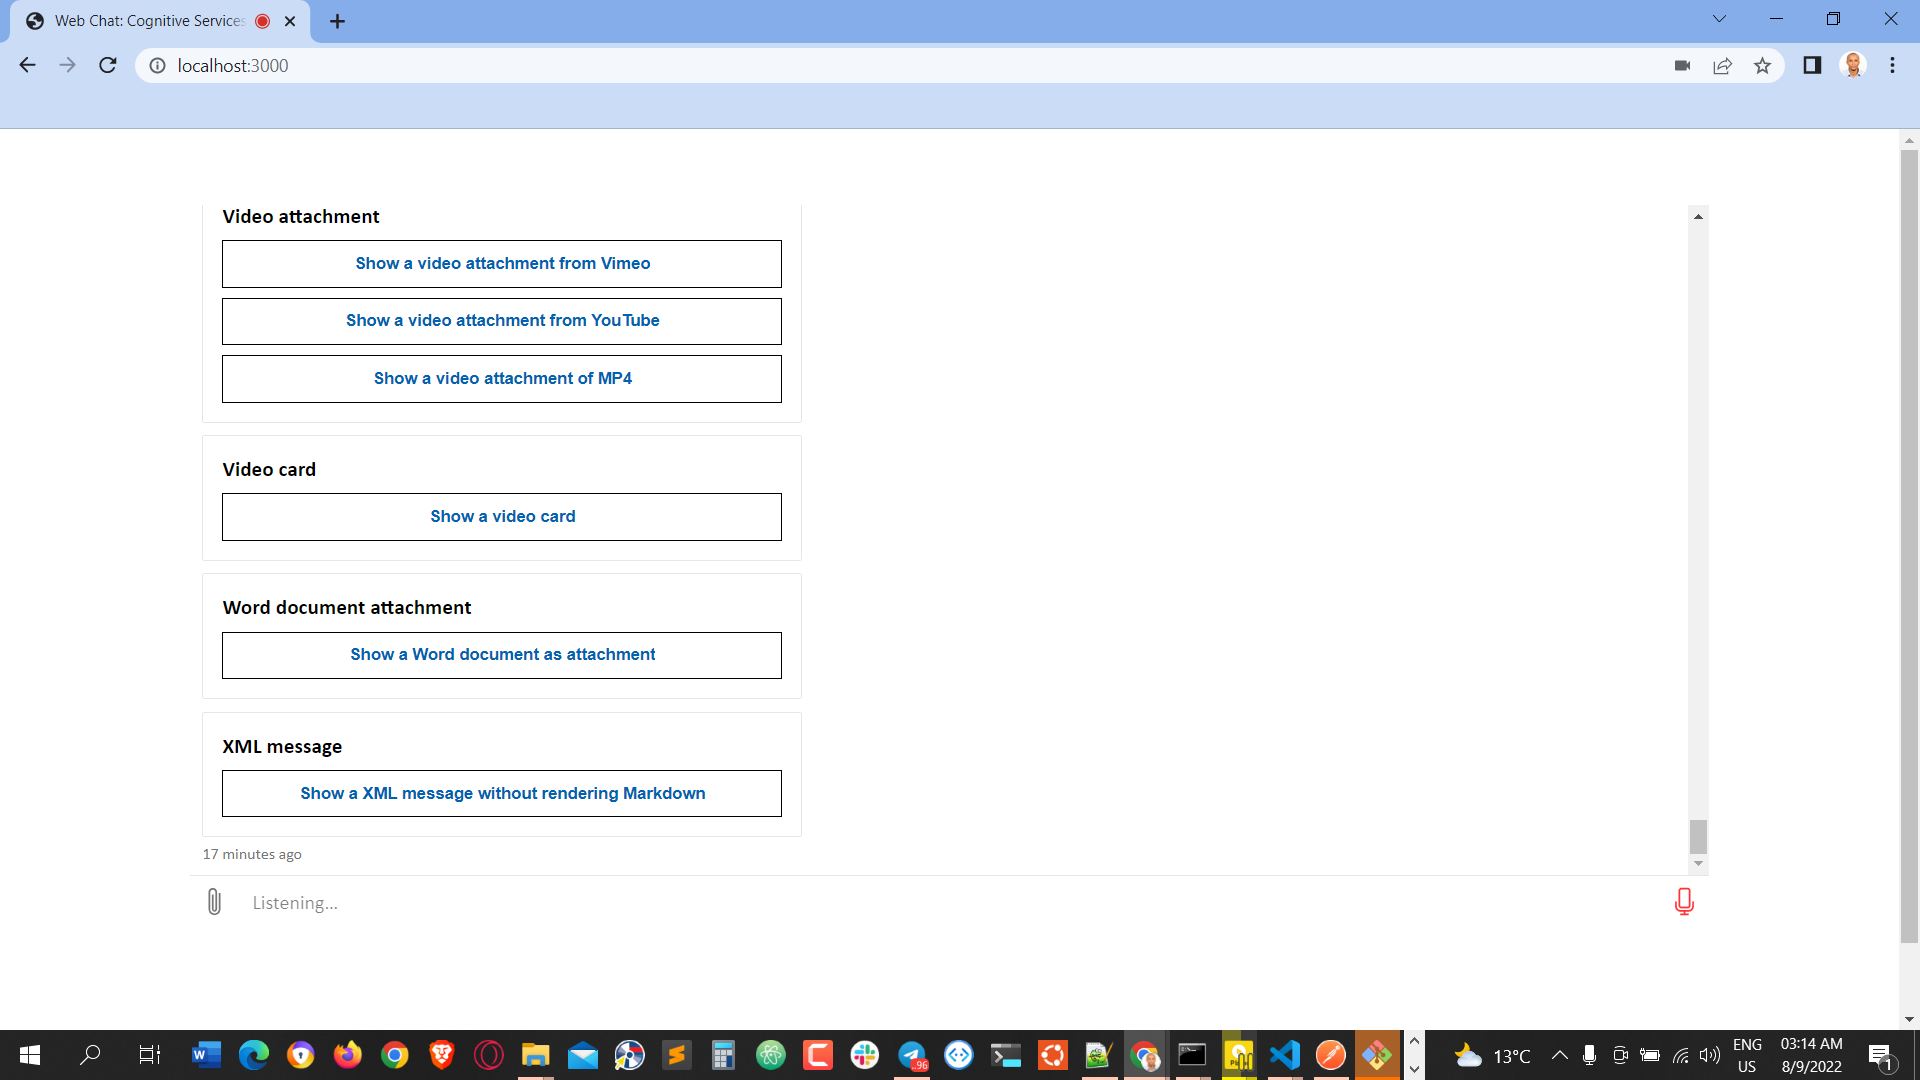 Web Chat: Cognitive Services
localhost:3000
Video attachment
Show a video attachment from Vimeo
Show a video attachment from YouTube
Show a video attachment of MP4
Video card
Show a video card
Word document attachment
Show a Word document as attachment
XML message
Show a XML message without rendering Markdown
17 minutes ago
Listening...
13°C
ENG
US
03:14 AM
8/9/2022
1
..96